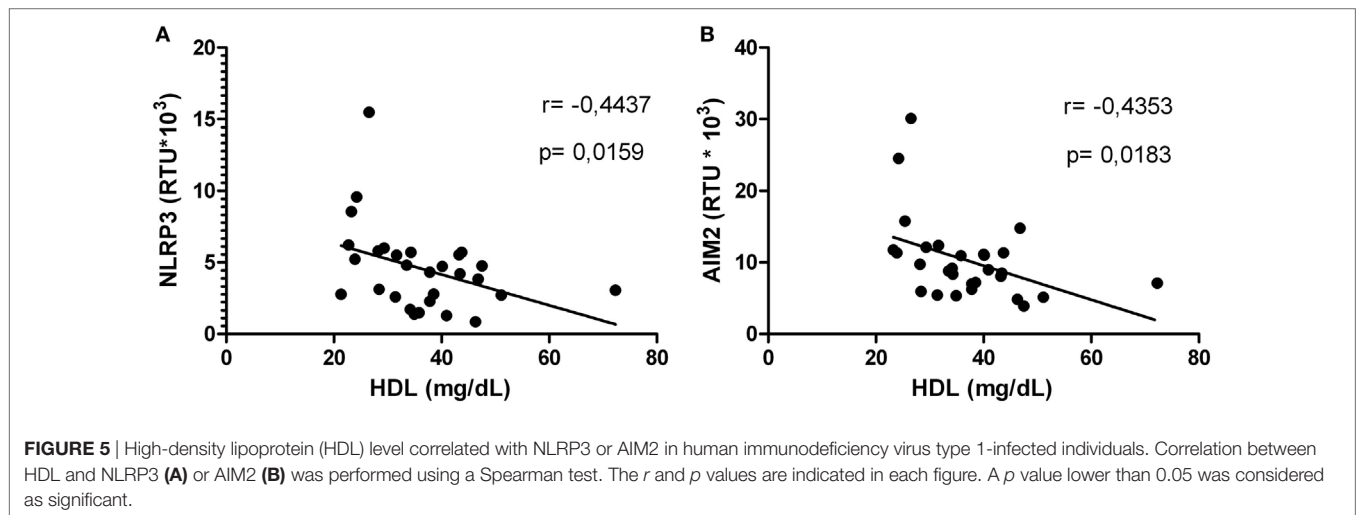 A
B
20
15
10
5
0
NLRP3 (RTU*10³)
r= -0,4437
p= 0,0159
0
20
40
60
80
HDL (mg/dL)
40
30
20
10
0
AIM2 (RTU * 10³)
r= -0,4353
p= 0,0183
0
20
40
60
80
HDL (mg/dL)
FIGURE 5 | High-density lipoprotein (HDL) level correlated with NLRP3 or AIM2 in human immunodeficiency virus type 1-infected individuals. Correlation between
HDL and NLRP3 (A) or AIM2 (B) was performed using a Spearman test. The r and p values are indicated in each figure. A p value lower than 0.05 was considered
as significant.